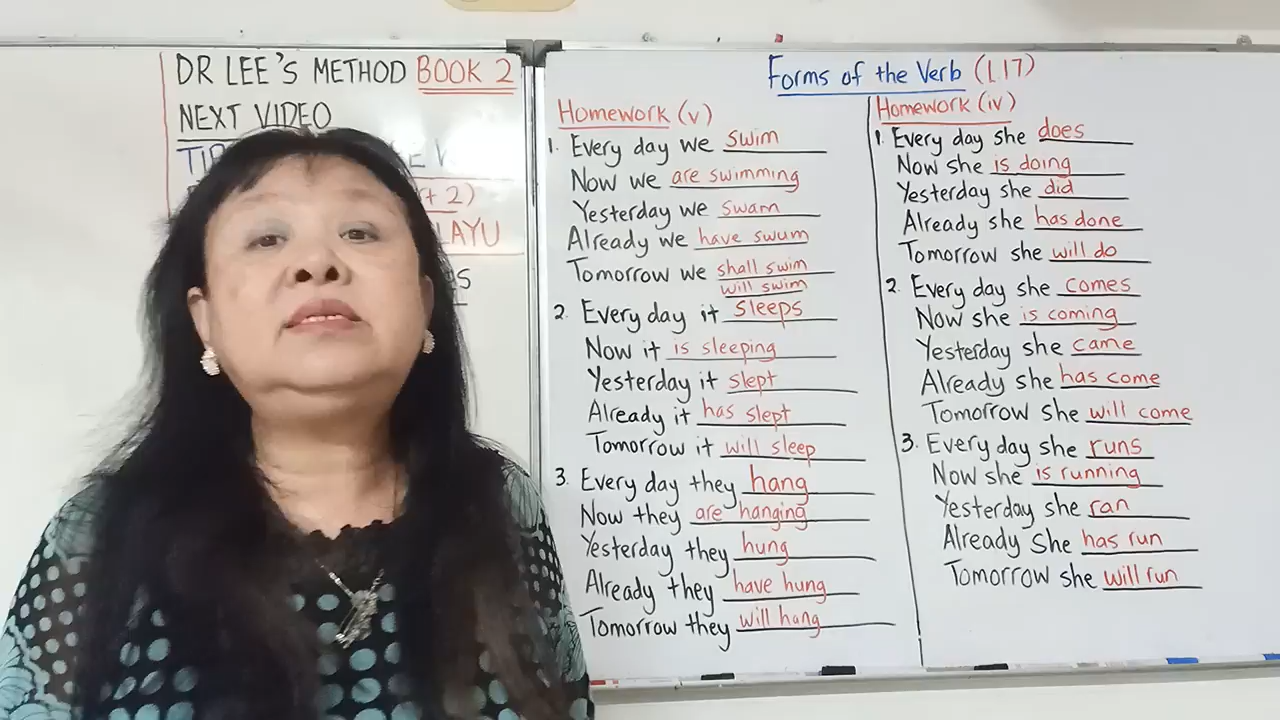 DR LEE'S METHOD BOOK 2
NEXT VIDEO
LAYU
Forms of the Verb (L17)
Homework (v)
1. Every day we swim
Now we are swimming
Yesterday we swam
Already we have swum
Tomorrow we shall swim
will swim
2. Every day it sleeps
Now it is sleeping
Yesterday it slept
Already it has slept
Tomorrow it will sleep
3. Every day they hang
Now they are hanging
Yesterday they hung
Already they have hung
Tomorrow they will hang
Homework (iv)
1. Every day she does
Now she is doing
Yesterday she did
Already she has done
Tomorrow she will do
2. Every day she comes
Now she is coming
Yesterday she came
Already she has come
Tomorrow she will come
3. Every day she runs
Now she is running
Yesterday she ran
Already she has run
Tomorrow she will run